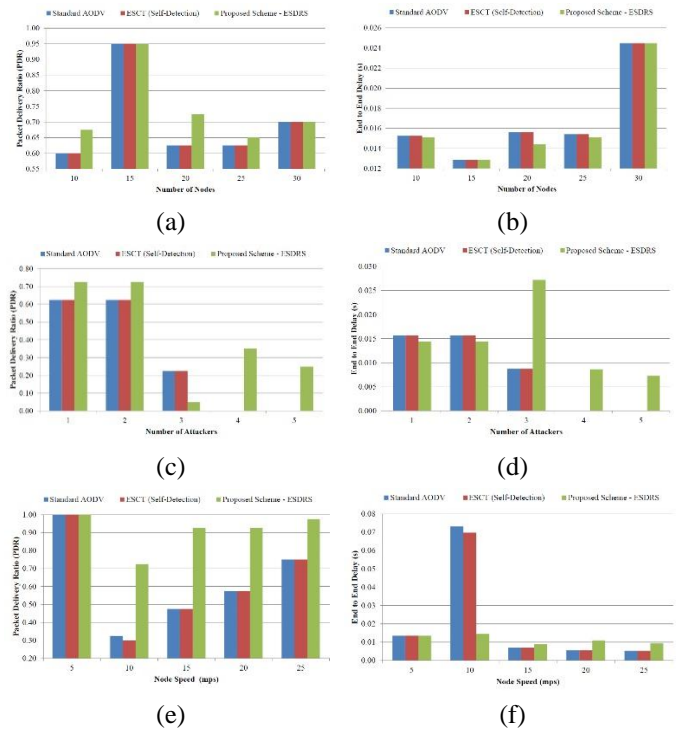 Standard AODV ESCT (Self-Detection) Proposed Scheme - ESDRS
Packet Delivery Ratio (PDR)
1.00
0.95
0.90
0.85
0.80
0.75
0.70
0.65
0.60
0.55
10 15 20 25 30
Number of Nodes
(a)
Standard AODV ESCT (Self-Detection) Proposed Scheme - ESDRS
End to End Delay (s)
0.026
0.024
0.022
0.020
0.018
0.016
0.014
0.012
10 15 20 25 30
Number of Nodes
(b)
Standard AODV ESCT (Self-Detection) Proposed Scheme - ESDRS
Packet Delivery Ratio (PDR)
0.80
0.70
0.60
0.50
0.40
0.30
0.20
0.10
0.00
1 2 3 4 5
Number of Attackers
(c)
Standard AODV ESCT (Self-Detection) Proposed Scheme - ESDRS
End to End Delay (s)
0.030
0.025
0.020
0.015
0.010
0.005
0.000
1 2 3 4 5
Number of Attackers
(d)
Standard AODV ESCT (Self-Detection) Proposed Scheme - ESDRS
Packet Delivery Ratio (PDR)
1.00
0.90
0.80
0.70
0.60
0.50
0.40
0.30
0.20
5 10 15 20 25
Node Speed (mps)
(e)
Standard AODV ESCT (Self-Detection) Proposed Scheme - ESDRS
End to End Delay (s)
0.08
0.07
0.06
0.05
0.04
0.03
0.02
0.01
0.00
5 10 15 20 25
Node Speed (mps)
(f)